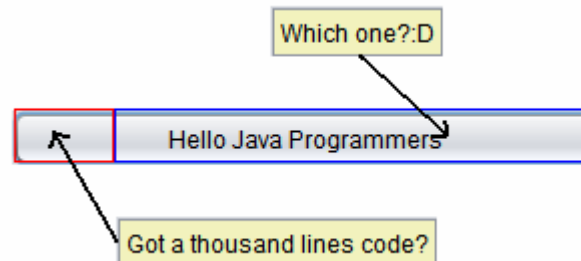 Which one?:D
Hello Java Programmers
Got a thousand lines code?